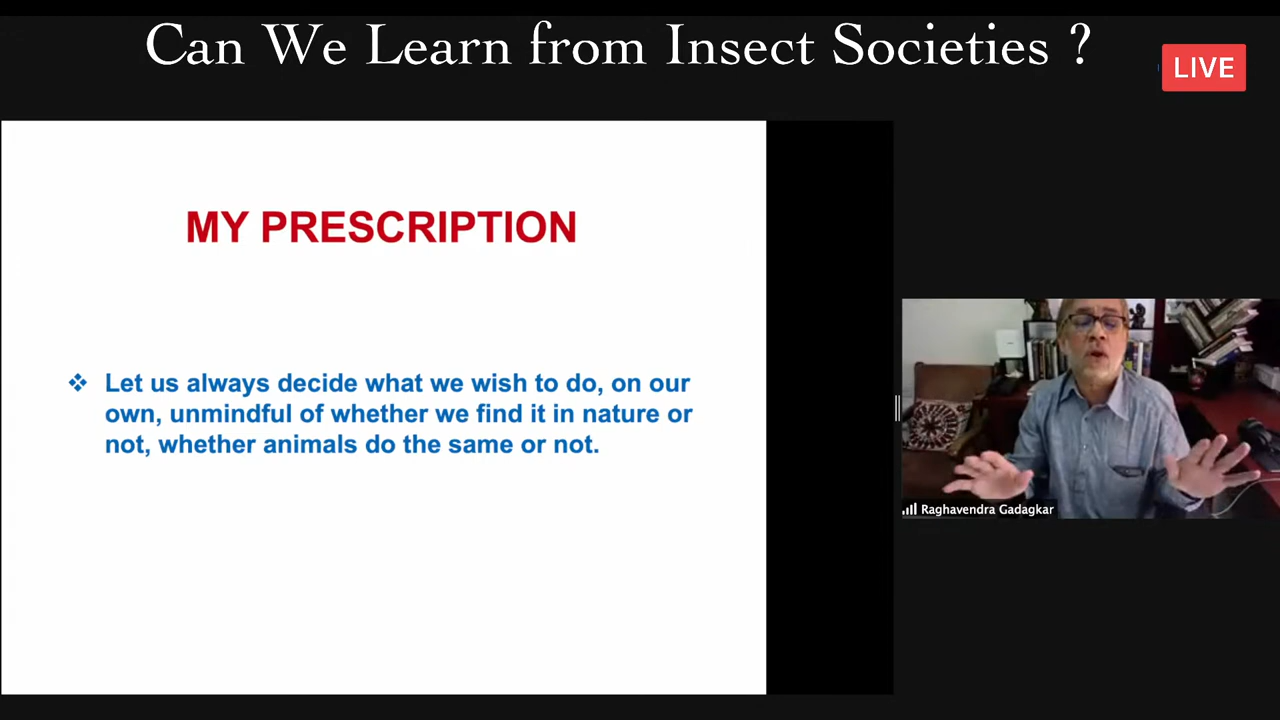 Can We Learn from Insect Societies ?
LIVE
MY PRESCRIPTION
❖ Let us always decide what we wish to do, on our
own, unmindful of whether we find it in nature or
not, whether animals do the same or not.
Raghavendra Gadagkar